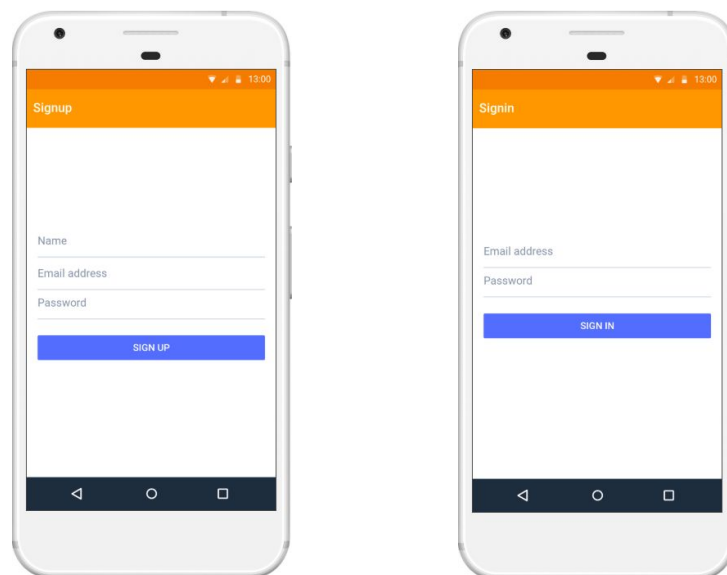 13:00
Signup
Name
Email address
Password
SIGN UP
13:00
Signin
Email address
Password
SIGN IN